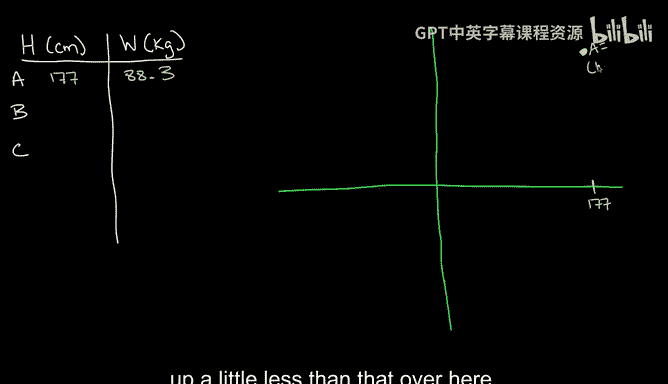 GPT中英字幕课程资源 bilibili
H (cm) W (kg)
A 177 88.3
B
C
A=
177
up a little less than that over here